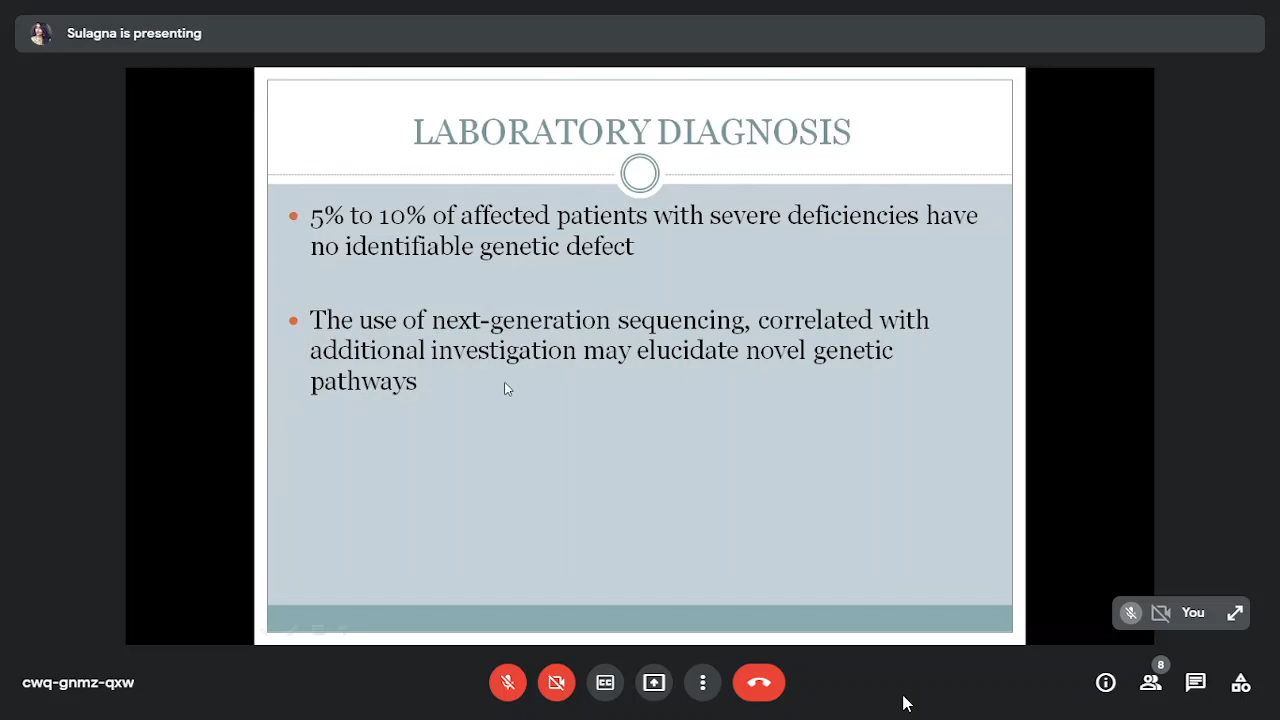 Sulagna is presenting
LABORATORY DIAGNOSIS
• 5% to 10% of affected patients with severe deficiencies have
no identifiable genetic defect
• The use of next-generation sequencing, correlated with
additional investigation may elucidate novel genetic
pathways
You
cwq-gnmz-qxw
CC
8